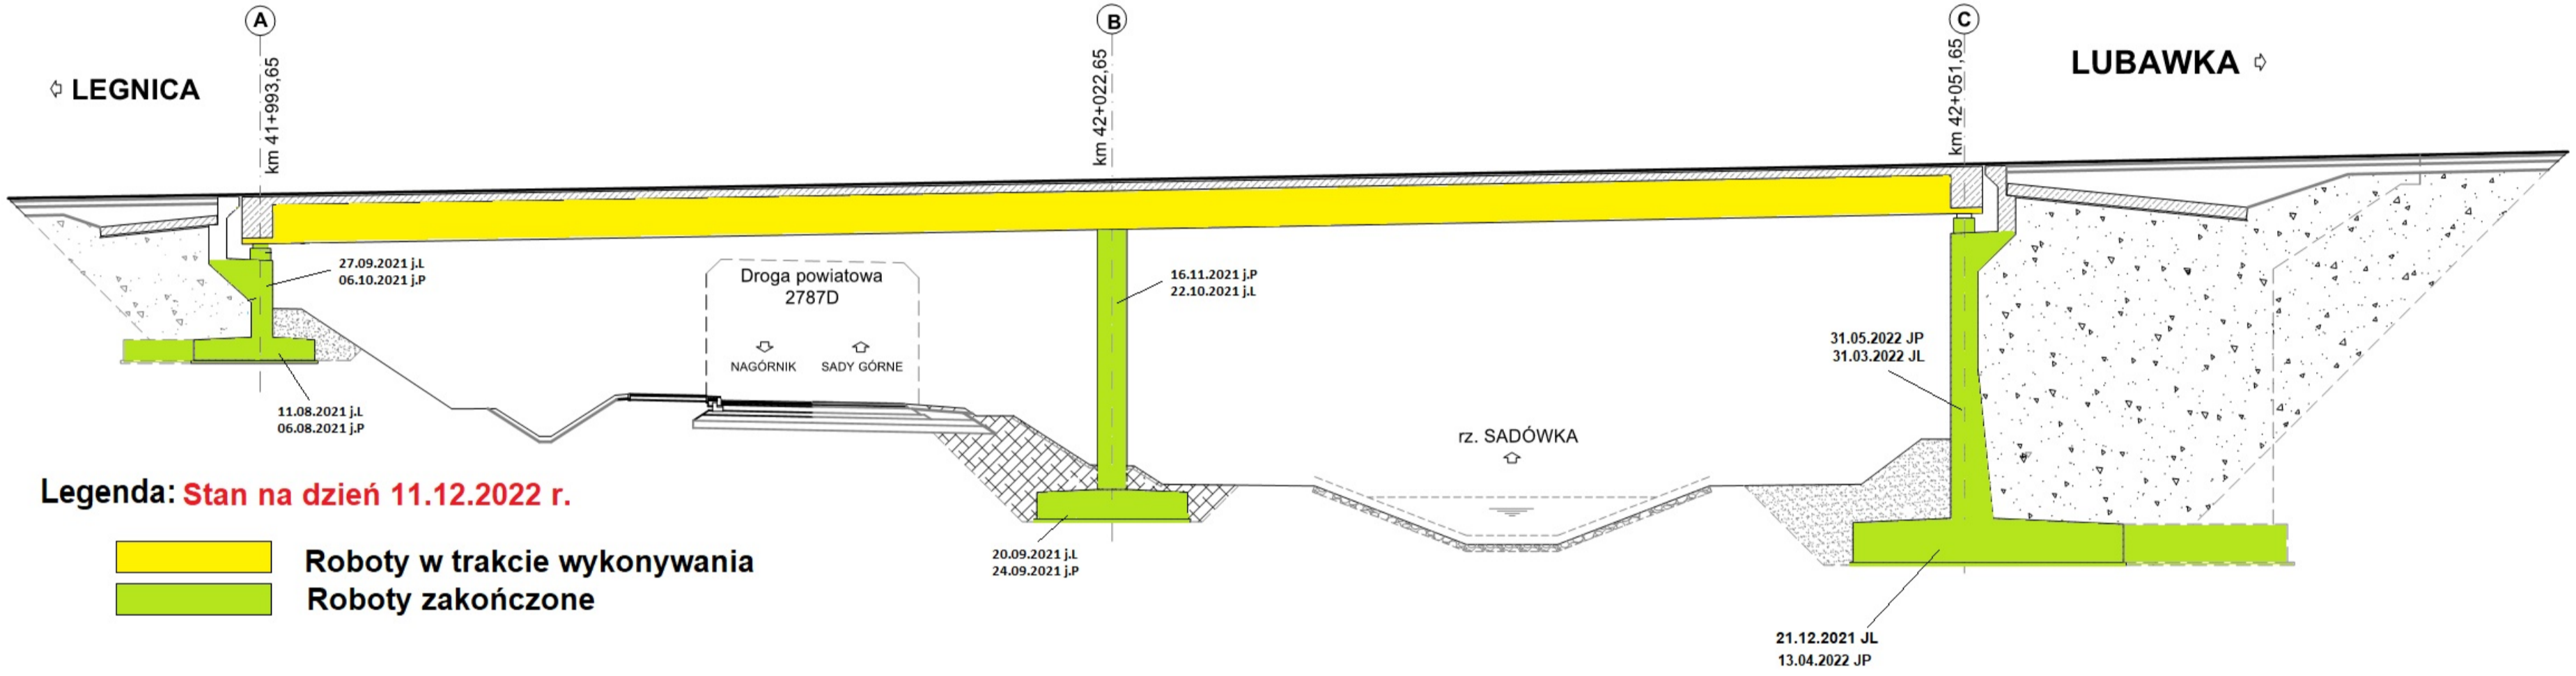 A
B
C
km 41+993,65
km 42+022,65
km 42+051,65
LEGNICA
LUBAWKA
27.09.2021 j.L
06.10.2021 j.P
Droga powiatowa
2787D
NAGÓRNIK SADY GÓRNE
16.11.2021 j.P
22.10.2021 j.L
31.05.2022 JP
31.03.2022 JL
11.08.2021 j.L
06.08.2021 j.P
rz. SADÓWKA
Legenda: Stan na dzień 11.12.2022 r.
Roboty w trakcie wykonywania
Roboty zakończone
20.09.2021 j.L
24.09.2021 j.P
21.12.2021 JL
13.04.2022 JP